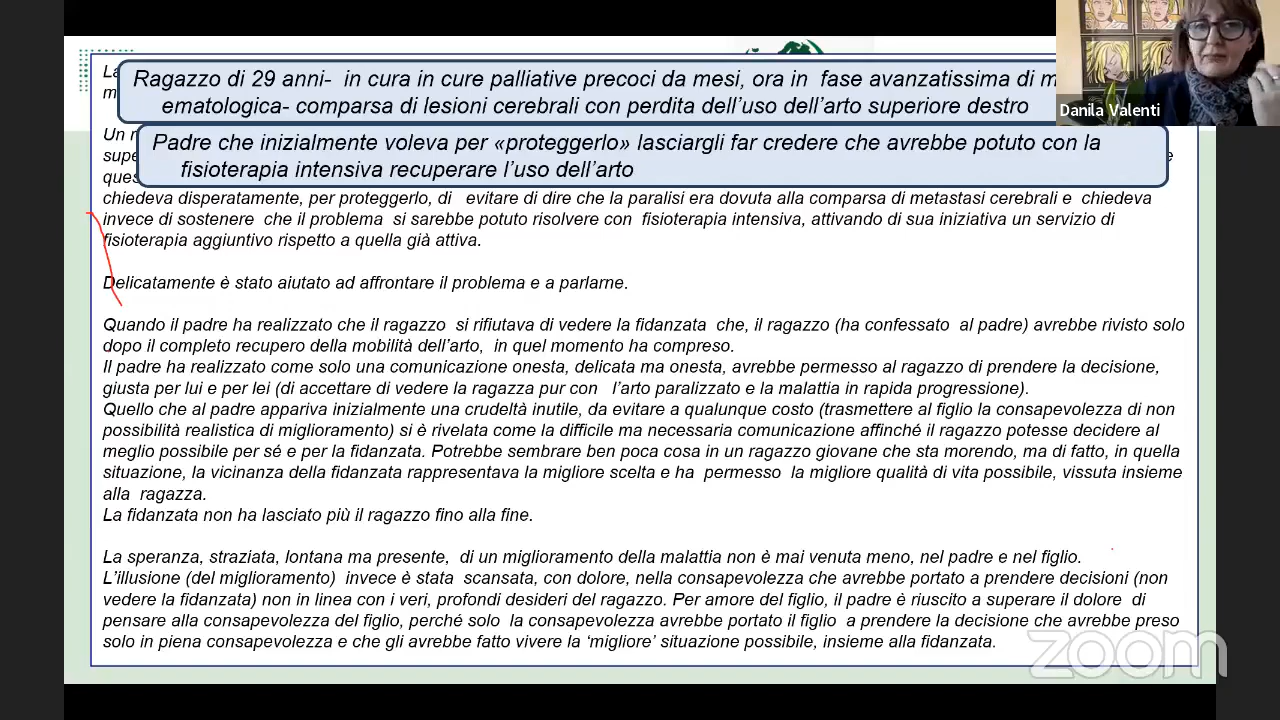 La
m
Ragazzo di 29 anni- in cura in cure palliative precoci da mesi, ora in fase avanzatissima di m
ematologica- comparsa di lesioni cerebrali con perdita dell'uso dell'arto superiore destro
Danila Valenti
Un
Padre che inizialmente voleva per «proteggerlo» lasciargli far credere che avrebbe potuto con la
supe
e
fisioterapia intensiva recuperare l'uso dell'arto
ques
chiedeva disperatamente, per proteggerlo, di evitare di dire che la paralisi era dovuta alla comparsa di metastasi cerebrali e chiedeva
invece di sostenere che il problema si sarebbe potuto risolvere con fisioterapia intensiva, attivando di sua iniziativa un servizio di
fisioterapia aggiuntivo rispetto a quella già attiva.
Delicatamente è stato aiutato ad affrontare il problema e a parlarne.
Quando il padre ha realizzato che il ragazzo si rifiutava di vedere la fidanzata che, il ragazzo (ha confessato al padre) avrebbe rivisto solo
dopo il completo recupero della mobilità dell'arto, in quel momento ha compreso.
Il padre ha realizzato come solo una comunicazione onesta, delicata ma onesta, avrebbe permesso al ragazzo di prendere la decisione,
giusta per lui e per lei (di accettare di vedere la ragazza pur con l'arto paralizzato e la malattia in rapida progressione).
Quello che al padre appariva inizialmente una crudeltà inutile, da evitare a qualunque costo (trasmettere al figlio la consapevolezza di non
possibilità realistica di miglioramento) si è rivelata come la difficile ma necessaria comunicazione affinché il ragazzo potesse decidere al
meglio possibile per sé e per la fidanzata. Potrebbe sembrare ben poca cosa in un ragazzo giovane che sta morendo, ma di fatto, in quella
situazione, la vicinanza della fidanzata rappresentava la migliore scelta e ha permesso la migliore qualità di vita possibile, vissuta insieme
alla ragazza.
La fidanzata non ha lasciato più il ragazzo fino alla fine.
La speranza, straziata, lontana ma presente, di un miglioramento della malattia non è mai venuta meno, nel padre e nel figlio.
L'illusione (del miglioramento) invece è stata scansata, con dolore, nella consapevolezza che avrebbe portato a prendere decisioni (non
vedere la fidanzata) non in linea con i veri, profondi desideri del ragazzo. Per amore del figlio, il padre è riuscito a superare il dolore di
pensare alla consapevolezza del figlio, perché solo la consapevolezza avrebbe portato il figlio a prendere la decisione che avrebbe preso
solo in piena consapevolezza e che gli avrebbe fatto vivere la 'migliore' situazione possibile, insieme alla fidanzata.
zoom